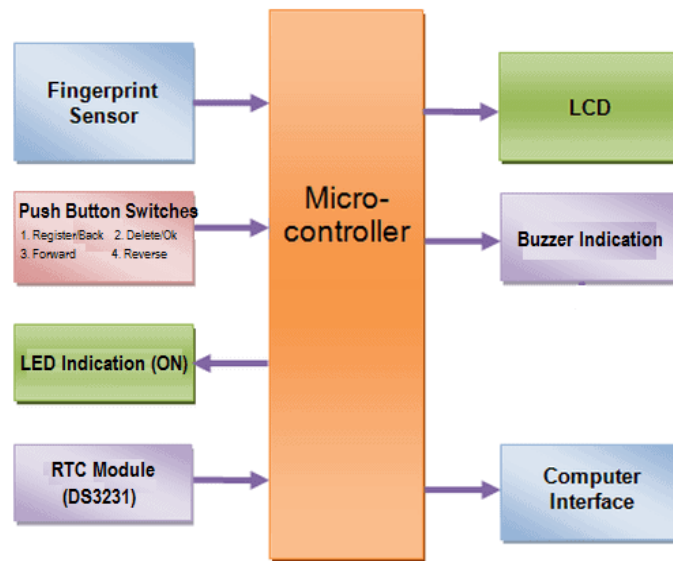 Fingerprint
Sensor
Push Button Switches
1. Register/Back 2. Delete/Ok
3. Forward 4. Reverse
LED Indication (ON)
RTC Module
(DS3231)
Micro-
controller
LCD
Buzzer Indication
Computer
Interface